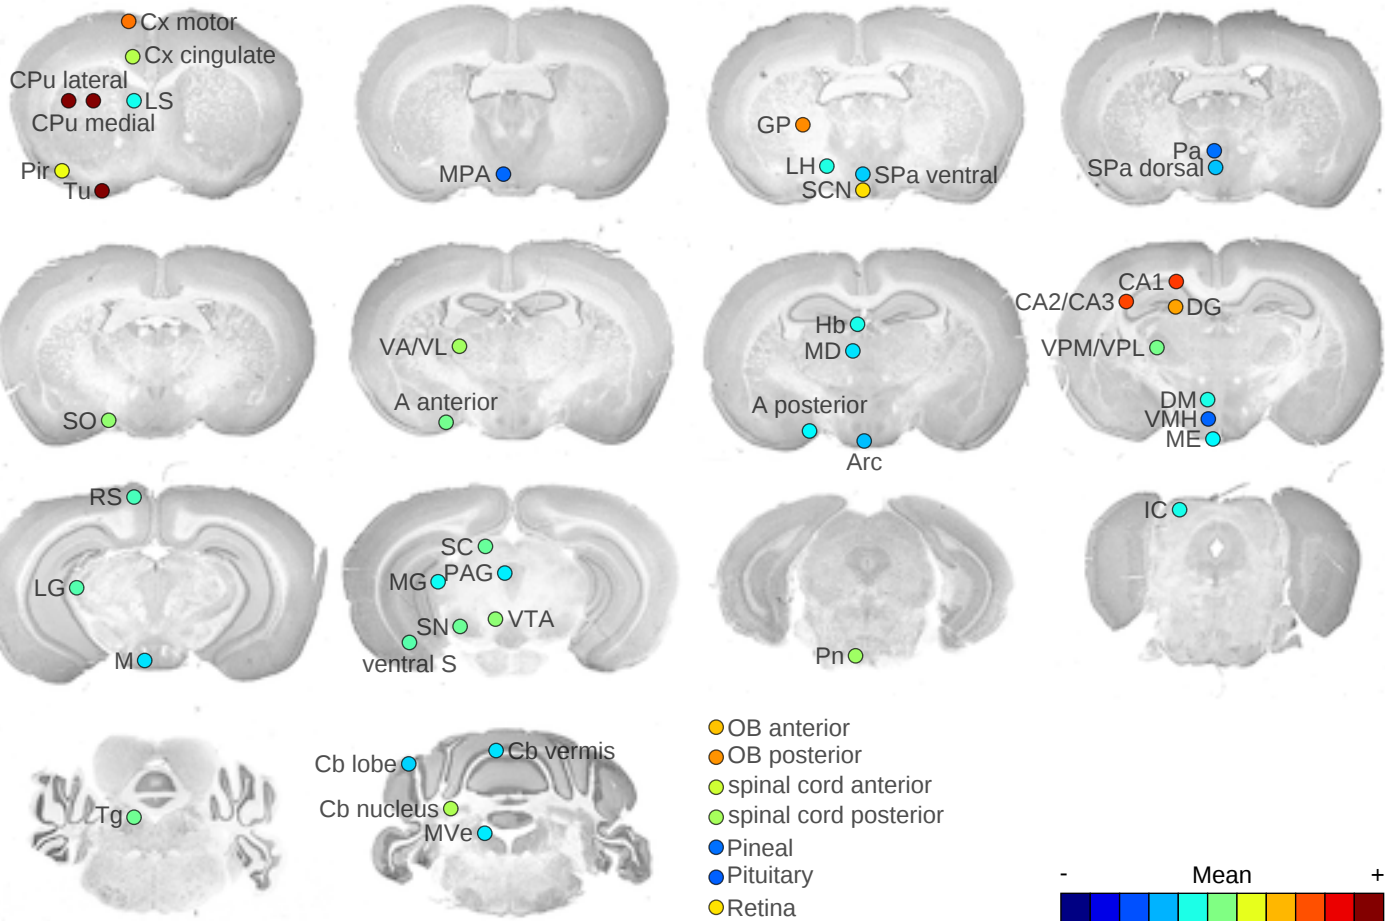 Cx motor
Cx cingulate
CPu lateral
LS
CPu medial
Pir
Tu
MPA
GP
LH
SPa ventral
SCN
Pa
SPa dorsal
SO
VA/VL
A anterior
Hb
MD
A posterior
Arc
CA1
CA2/CA3
DG
VPM/VPL
DM
VMH
ME
RS
LG
M
SC
MG
PAG
SN
VTA
ventral S
Pn
IC
Tg
Cb lobe
Cb vermis
Cb nucleus
MVe
OB anterior
OB posterior
spinal cord anterior
spinal cord posterior
Pineal
Pituitary
Retina
- Mean +